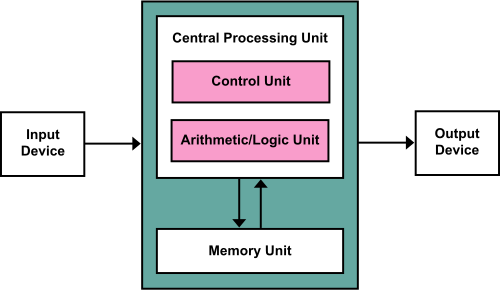 Central Processing Unit
Control Unit
Arithmetic/Logic Unit
Input
Device
Output
Device
Memory Unit